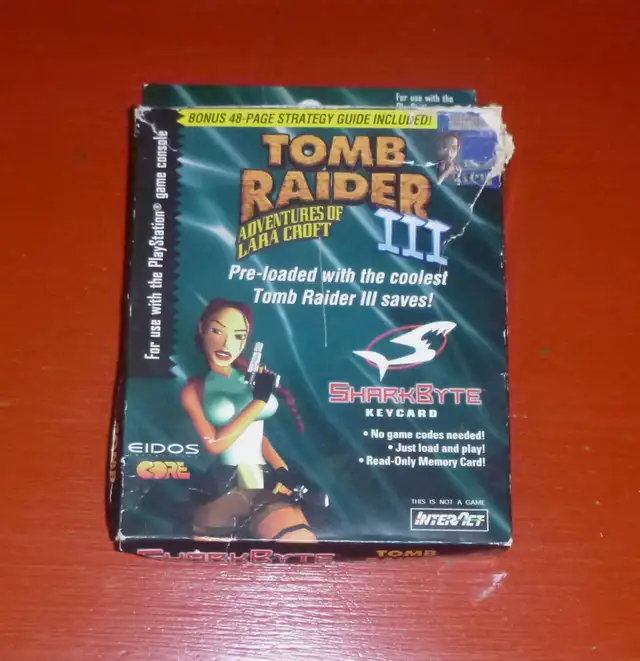 For use with the
BONUS 48-PAGE STRATEGY GUIDE INCLUDED!
For use with the PlayStation® game console
TOMB
RAIDER
III
ADVENTURES OF
LARA CROFT
Pre-loaded with the coolest
Tomb Raider III saves!
SHARKBYTE
KEYCARD
• No game codes needed!
• Just load and play!
• Read-Only Memory Card!
EIDOS
CORE
THIS IS NOT A GAME
INTERACT
SHARKBYTE
TOMB